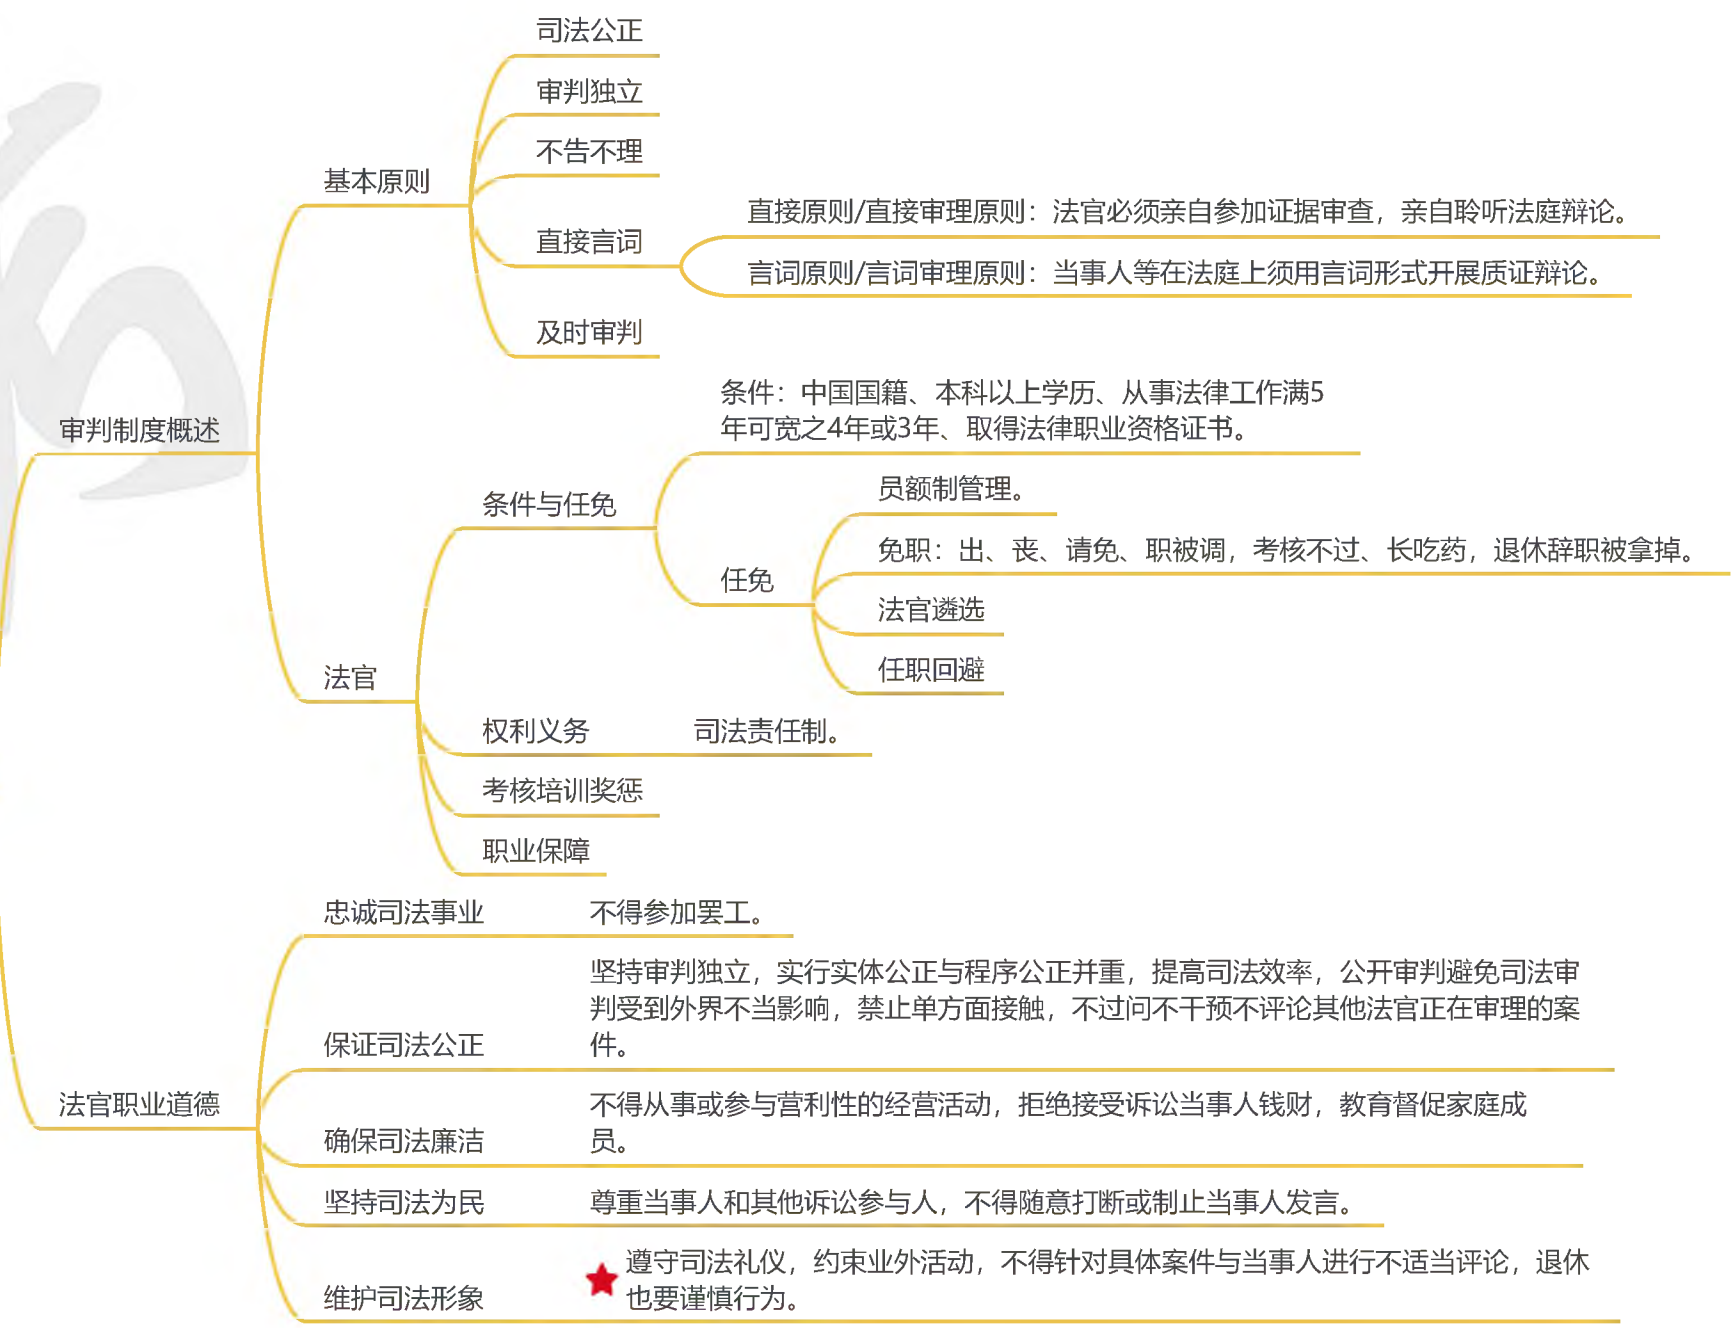 司法公正
审判独立
不告不理
基本原则
直接原则/直接审理原则：法官必须亲自参加证据审查，亲自聆听法庭辩论。
直接言词
言词原则/言词审理原则：当事人等在法庭上须用言词形式开展质证辩论。
及时审判
条件：中国国籍、本科以上学历、从事法律工作满5
年可宽之4年或3年、取得法律职业资格证书。
审判制度概述
员额制管理。
条件与任免
免职：出、丧、请免、职被调，考核不过、长吃药，退休辞职被拿掉。
任免
法官遴选
任职回避
法官
权利义务
司法责任制。
考核培训奖惩
职业保障
忠诚司法事业
不得参加罢工。
坚持审判独立，实行实体公正与程序公正并重，提高司法效率，公开审判避免司法审
判受到外界不当影响，禁止单方面接触，不过问不干预不评论其他法官正在审理的案
件。
保证司法公正
法官职业道德
不得从事或参与营利性的经营活动，拒绝接受诉讼当事人钱财，教育督促家庭成
员。
确保司法廉洁
坚持司法为民
尊重当事人和其他诉讼参与人，不得随意打断或制止当事人发言。
遵守司法礼仪，约束业外活动，不得针对具体案件与当事人进行不适当评论，退休
也要谨慎行为。
维护司法形象